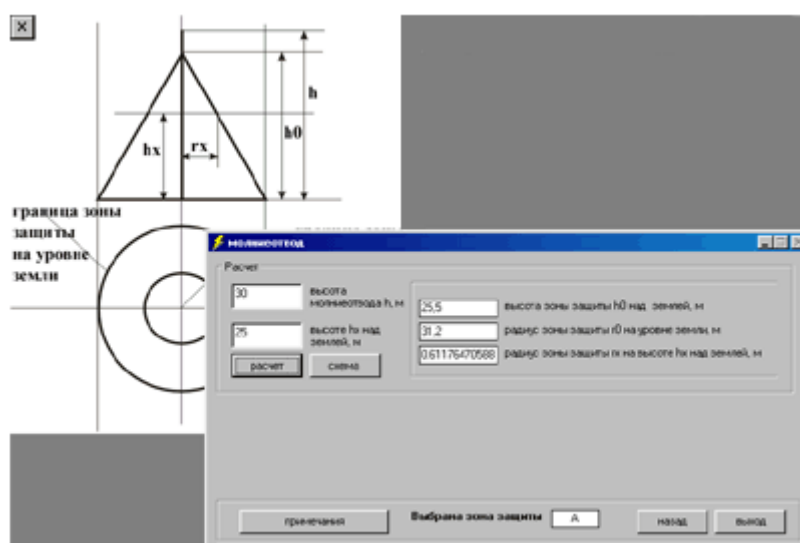 h
h0
hx
rx
граница зоны
защиты
на уровне
земли
молниеотвод
Расчет
30
высота
молниеотвода h, м
25
высоте hx над
землей, м
расчет
схема
25,5
высота зоны защиты h0 над землей, м
31,2
радиус зоны защиты r0 на уровне земли, м
0.61176470588
радиус зоны защиты rx на высоте hx над землей, м
примечания
Выбрана зона защиты
А
назад
выход